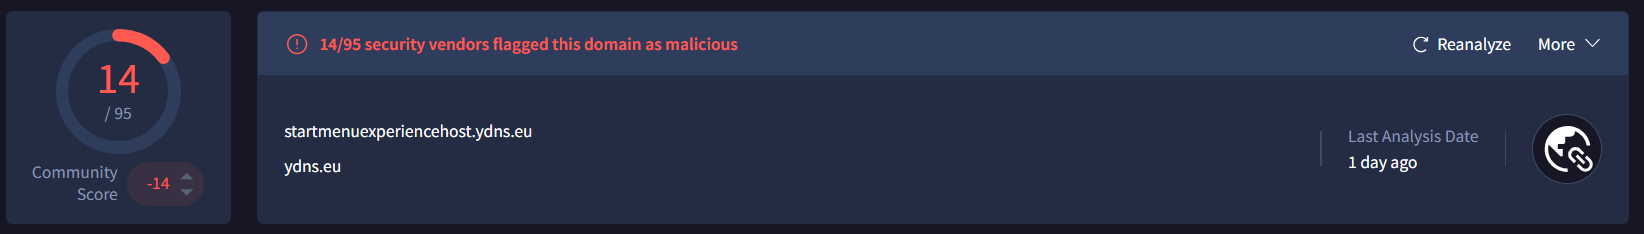 14
/ 95
Community
Score
-14
14/95 security vendors flagged this domain as malicious
Reanalyze
More
startmenuexperiencehost.ydns.eu
ydns.eu
Last Analysis Date
1 day ago